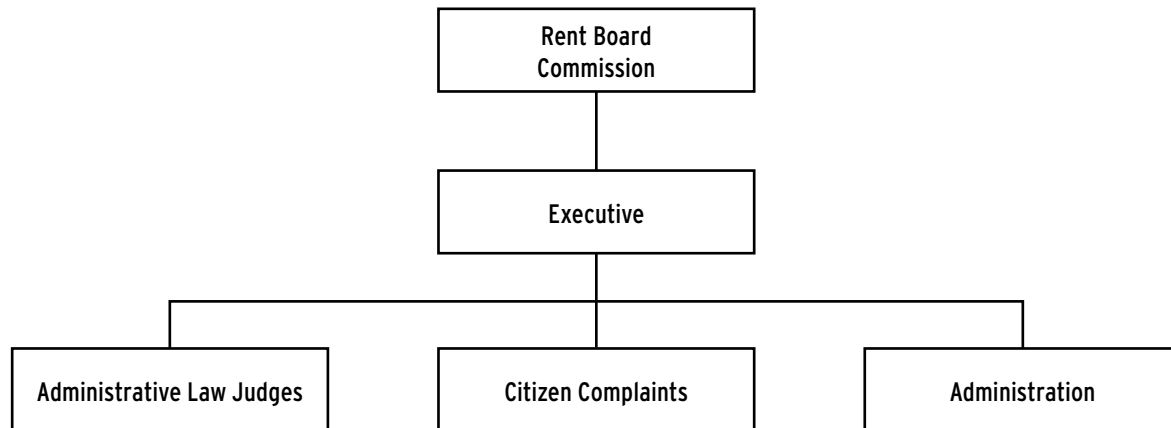 Rent Board
Commission
Executive
Administrative Law Judges
Citizen Complaints
Administration